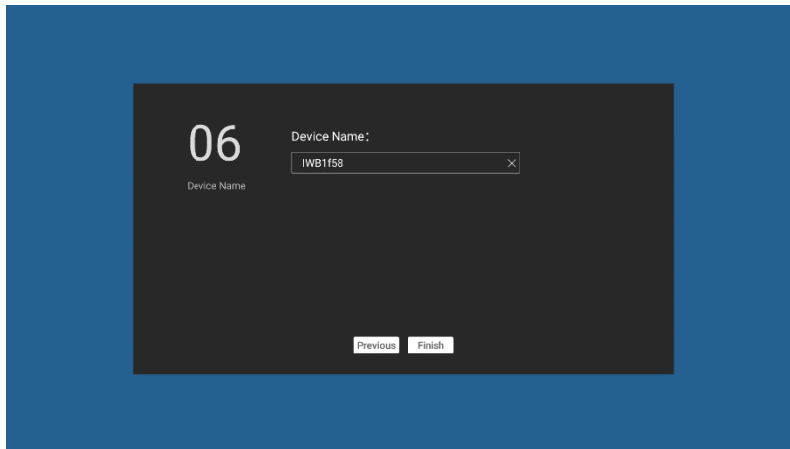 06
Device Name
Device Name：
IWB1f58
Previous
Finish